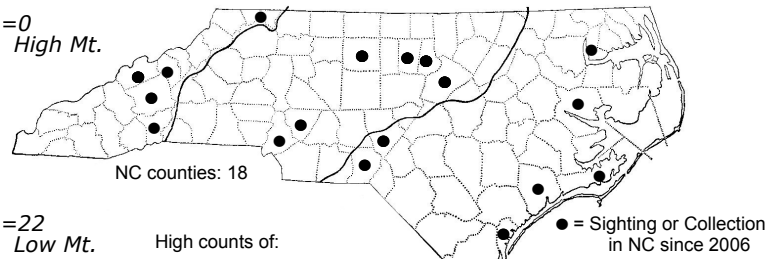 =0
High Mt.
NC counties: 18
=22
Low Mt.
High counts of:
● = Sighting or Collection
in NC since 2006